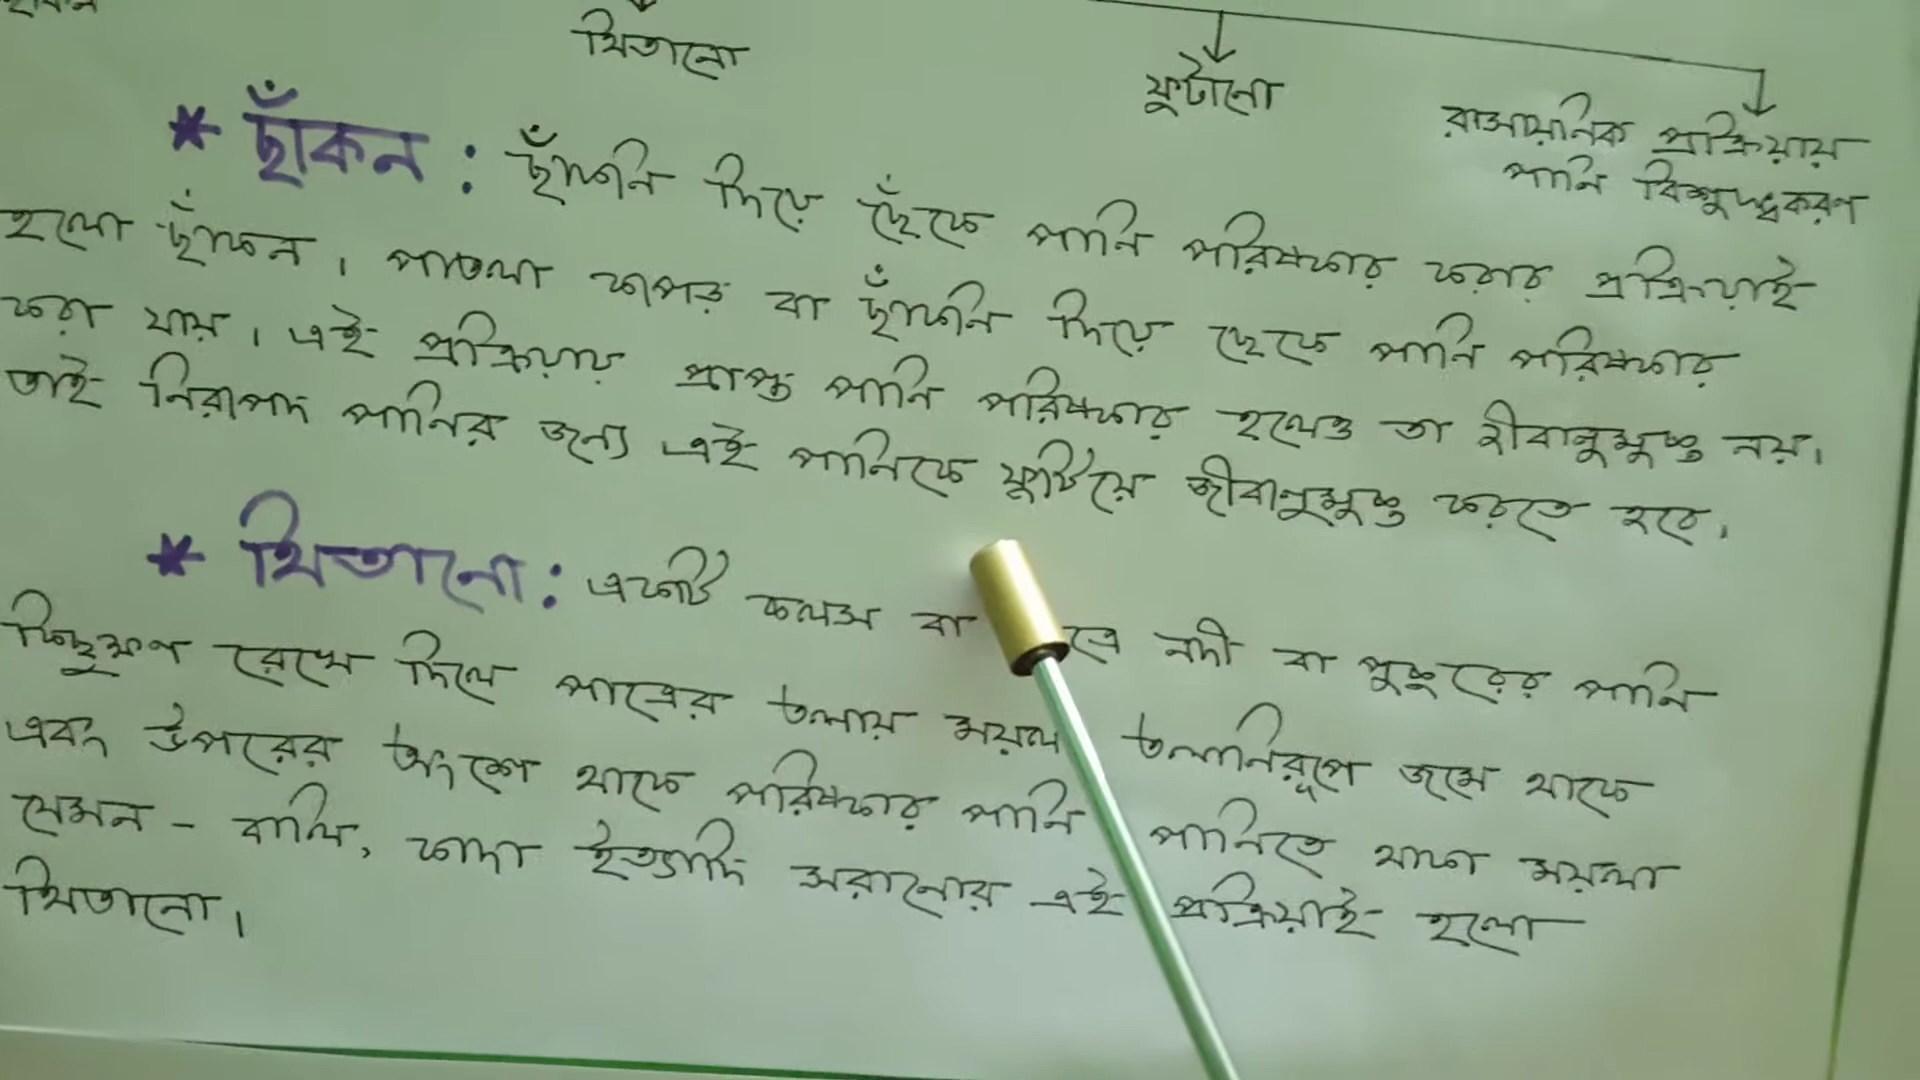 থিতানো
ফুটানো
রাসায়নিক প্রক্রিয়ায়
পানি বিশুদ্ধকরণ
* ছাঁকন : ছাঁকনি দিয়ে ছেঁকে পানি পরিষ্কার করার প্রক্রিয়াই
হলো ছাঁকন। পাতলা কাপড় বা ছাঁকনি দিয়ে ছেকে পানি পরিষ্কার
করা যায়। এই প্রক্রিয়ায় প্রাপ্ত পানি পরিষ্কার হলেও তা জীবানুমুক্ত নয়।
তাই নিরাপদ পানির জন্যে এই পানিকে ফুটিয়ে জীবানুমুক্ত করতে হবে।
* থিতানো : একটি কলস বা নদী বা পুকুরের পানি
কিছুক্ষণ রেখে দিলে পাত্রের তলায় ময়লা তলানিরূপে জমে থাকে
এবং উপরের অংশে থাকে পরিষ্কার পানি পানিতে থাকা ময়লা
যেমন - বালি, কাদা ইত্যাদি সরানোর এই প্রক্রিয়াই হলো
থিতানো।